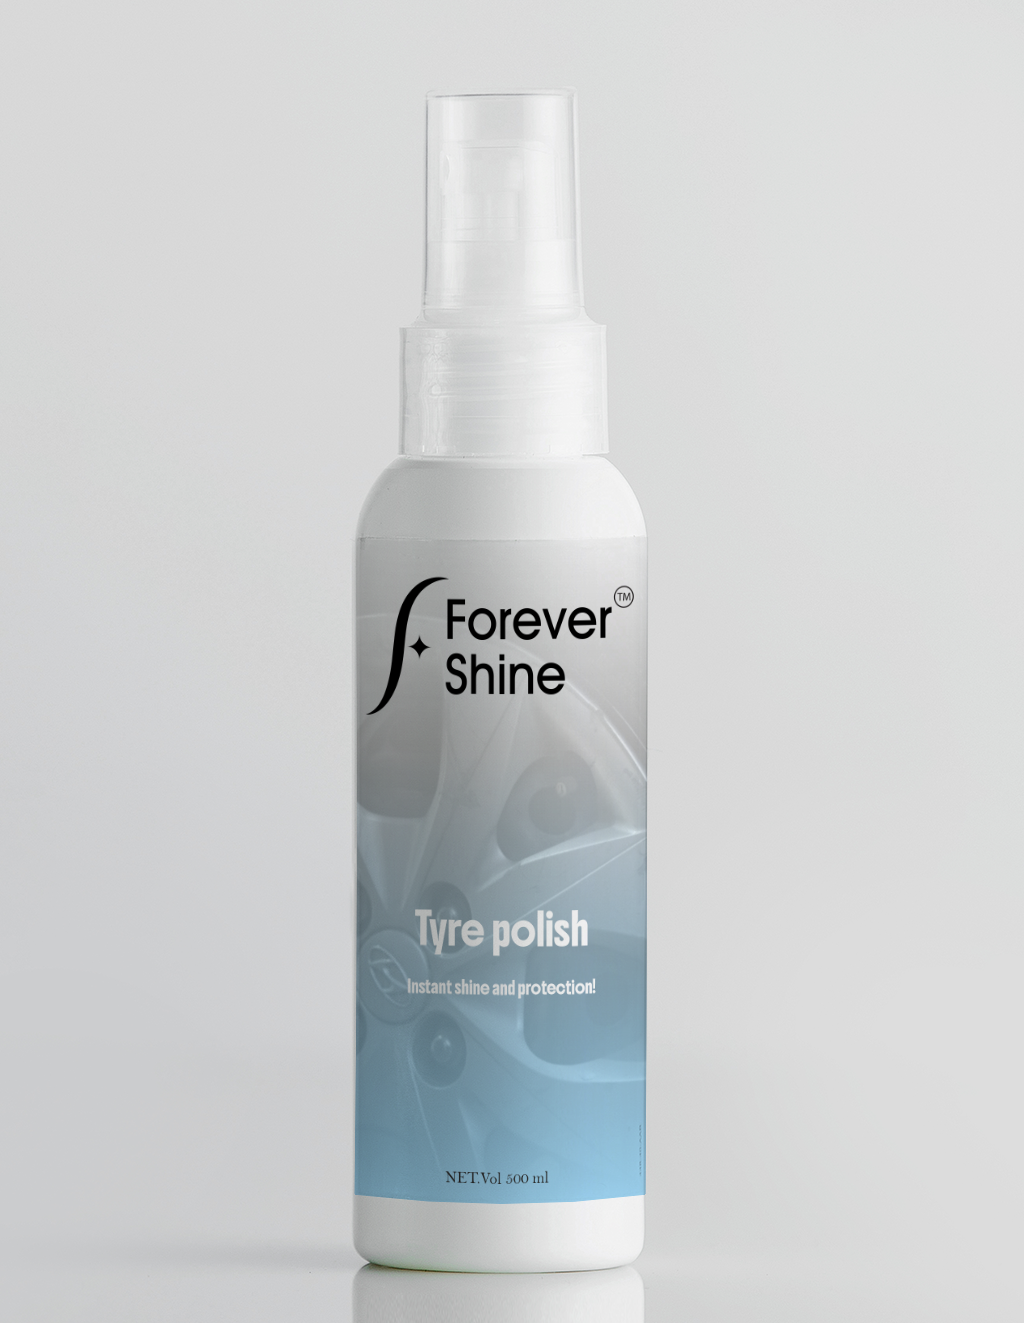 Forever ™
Shine
Tyre polish
Instant shine and protection!
NET.Vol 500 ml